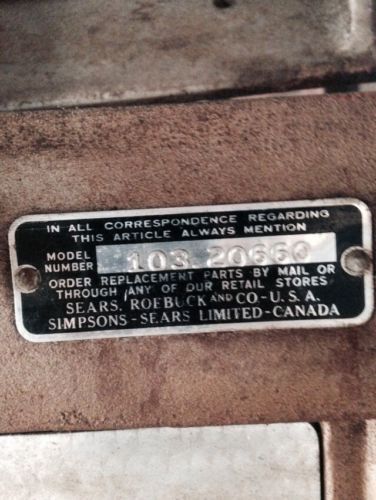 IN ALL CORRESPONDENCE REGARDING
THIS ARTICLE ALWAYS MENTION
MODEL NUMBER 103.20660
ORDER REPLACEMENT PARTS BY MAIL OR
THROUGH ANY OF OUR RETAIL STORES
SEARS, ROEBUCK AND CO-U.S.A.
SIMPSONS-SEARS LIMITED-CANADA